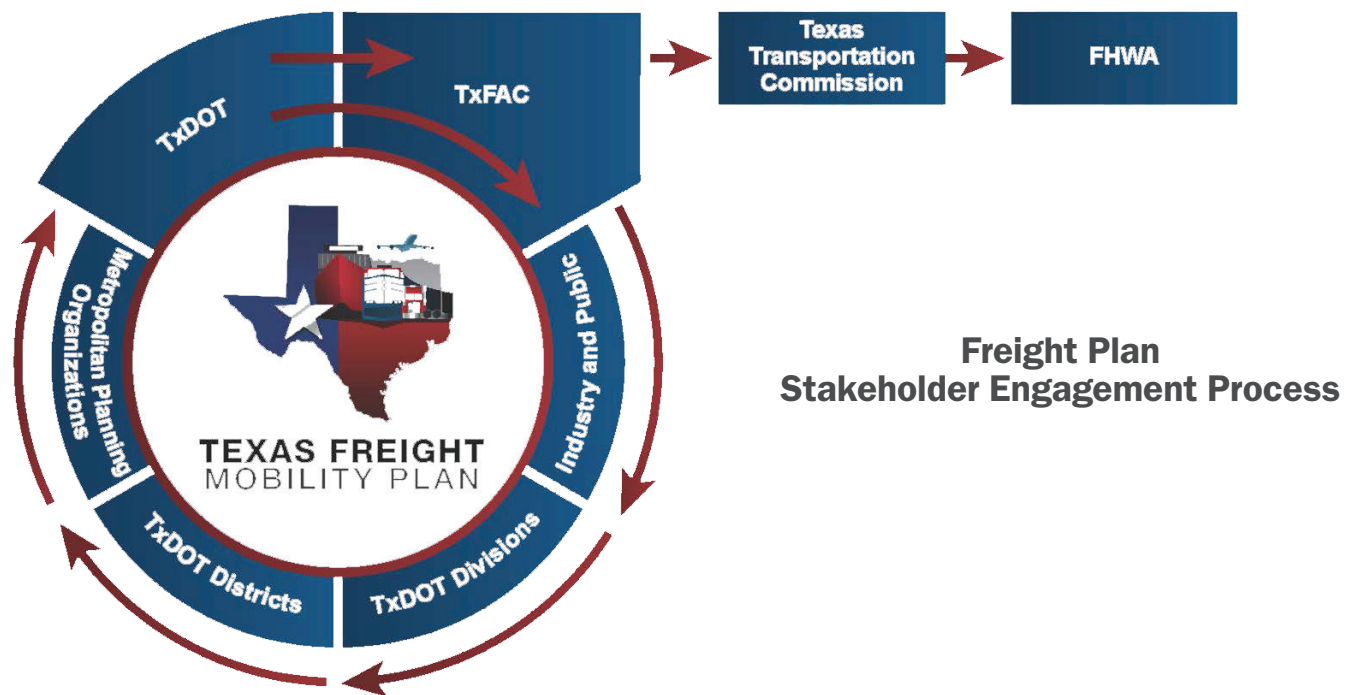 TxDOT
TxFAC
Texas
Transportation
Commission
FHWA
Metropolitan Planning
Organizations
Industry and Public
TxDOT Districts
TxDOT Divisions
TEXAS FREIGHT
MOBILITY PLAN
Freight Plan
Stakeholder Engagement Process